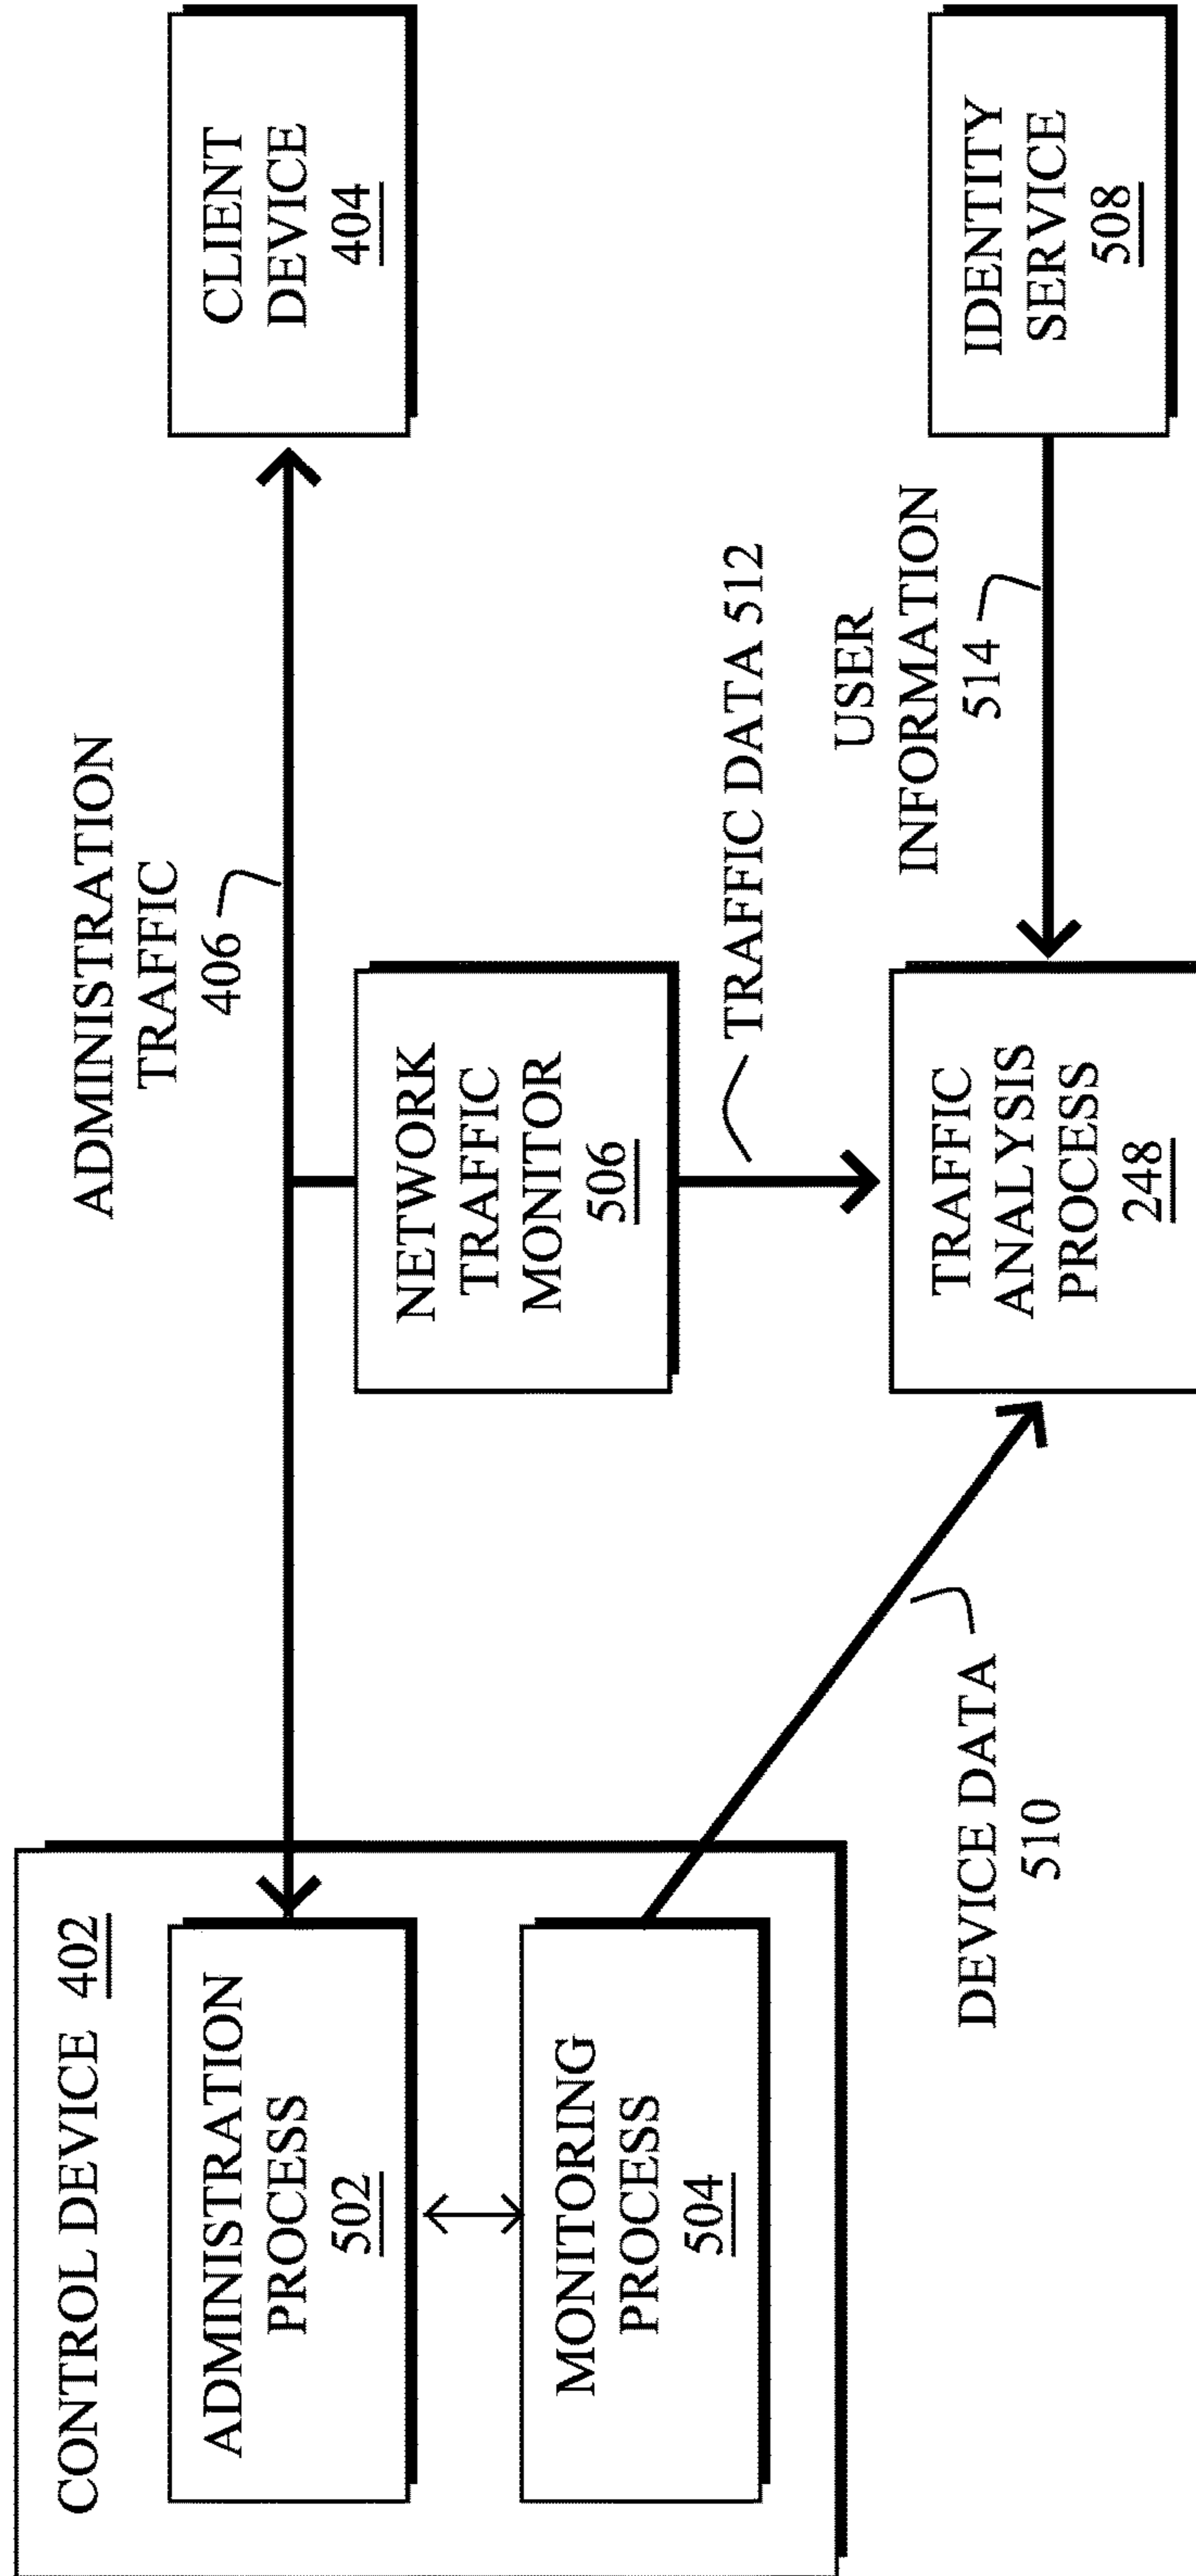 CONTROL DEVICE 402
ADMINISTRATION
PROCESS
502
MONITORING
PROCESS
504
ADMINISTRATION
TRAFFIC
406
CLIENT
DEVICE
404
NETWORK
TRAFFIC
MONITOR
506
TRAFFIC DATA 512
USER
INFORMATION
514
IDENTITY
SERVICE
508
DEVICE DATA
510
TRAFFIC
ANALYSIS
PROCESS
248